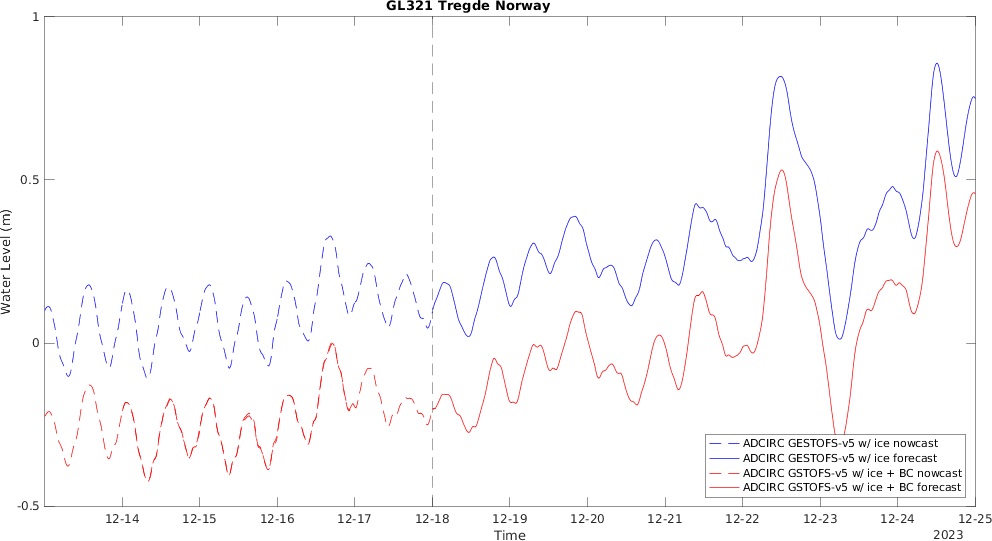 GL321 Tregde Norway
1
0.5
0
-0.5
Water Level (m)
ADCIRC GESTOFS-v5 w/ ice nowcast
ADCIRC GESTOFS-v5 w/ ice forecast
ADCIRC GSTOFS-v5 w/ ice + BC nowcast
ADCIRC GSTOFS-v5 w/ ice + BC forecast
12-14 12-15 12-16 12-17 12-18 12-19 12-20 12-21 12-22 12-23 12-24 12-25
Time
2023